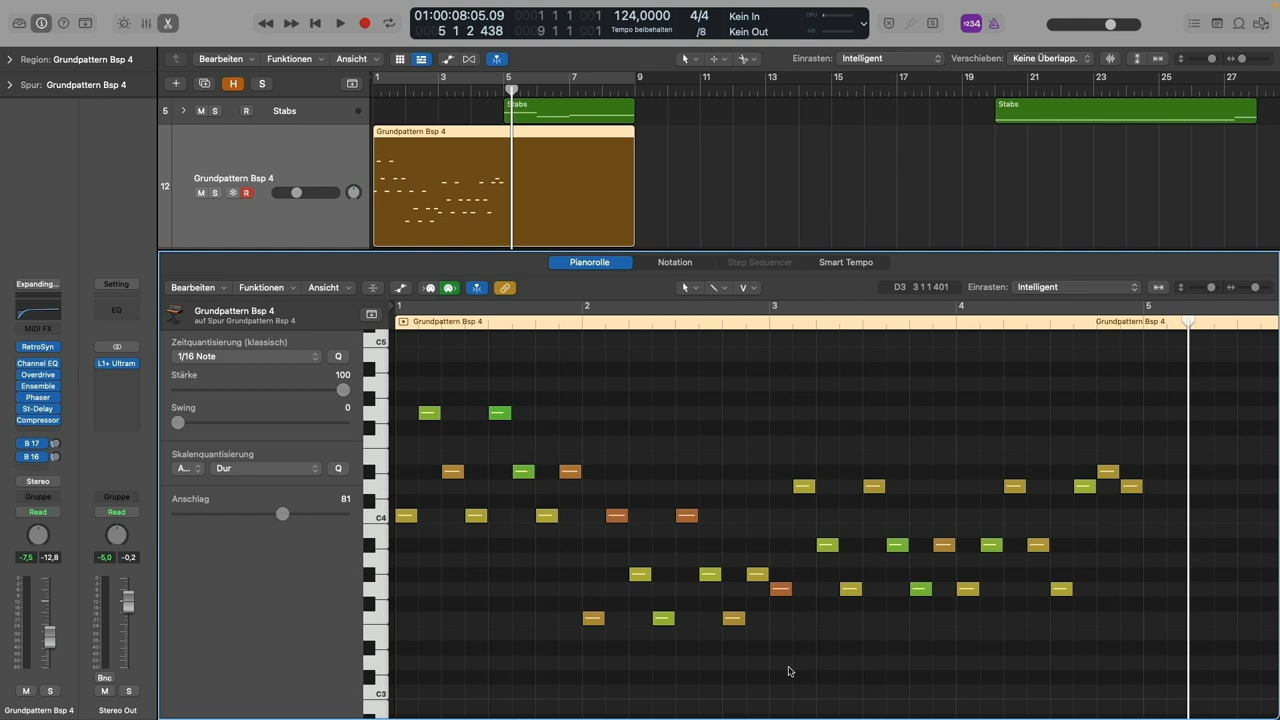 01:00:08:05.09
5 1 2 438
1 1 001
9 1 1 001
124,0000
Tempo beibehalten
4/4
/8
Kein In
Kein Out
CPU
HD
1234
Region: Grundpattern Bsp 4
Spur: Grundpattern Bsp 4
Bearbeiten Funktionen Ansicht
Einrasten: Intelligent
Verschieben: Keine Überlapp.
H S
1 3 5 7 9 11 13 15 17 19 21 23 25 27
5 M S R Stabs
Stabs
Stabs
12 Grundpattern Bsp 4
M S R
Grundpattern Bsp 4
Pianorolle Notation Step Sequencer Smart Tempo
Bearbeiten Funktionen Ansicht
D3 3 1 1 401
Einrasten: Intelligent
Grundpattern Bsp 4
auf Spur Grundpattern Bsp 4
1 2 3 4 5
Grundpattern Bsp 4
Grundpattern Bsp 4
Zeitquantisierung (klassisch)
1/16 Note Q
Stärke 100
Swing 0
Skalenquantisierung
A... Dur Q
Anschlag 81
C5
C4
C3
Expanding...
Setting
EQ
MIDI FX
RetroSyn
Channel EQ
L1+ Ultram
Overdrive
Ensemble
Phaser
St-Delay
Compressor
B 17
B 16
Stereo
Gruppe Gruppe
Read Read
-7,5 -12,8 -5,0 -0,2
Bnc
M S M S
Grundpattern Bsp 4 Stereo Out